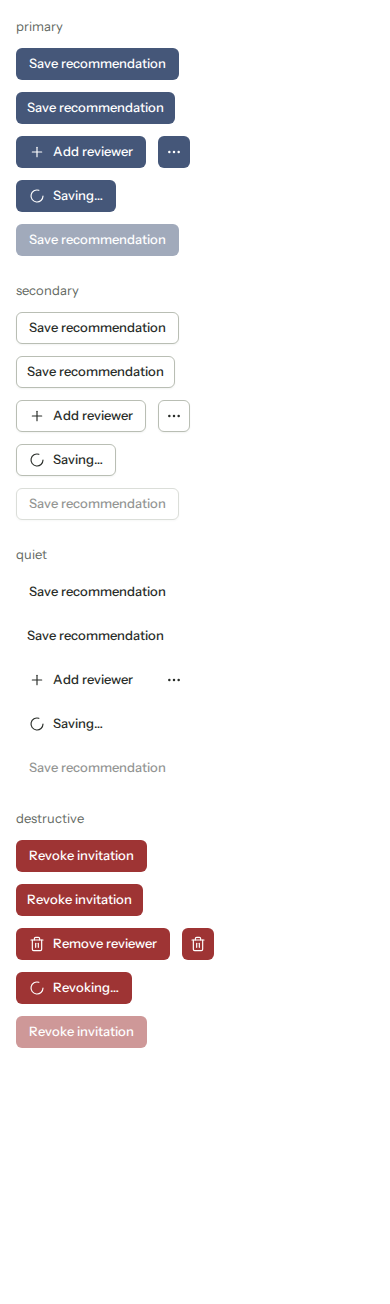 primary
Save recommendation
Save recommendation
Add reviewer
Saving...
Save recommendation
secondary
Save recommendation
Save recommendation
Add reviewer
Saving...
Save recommendation
quiet
Save recommendation
Save recommendation
Add reviewer
Saving...
Save recommendation
destructive
Revoke invitation
Revoke invitation
Remove reviewer
Revoking...
Revoke invitation